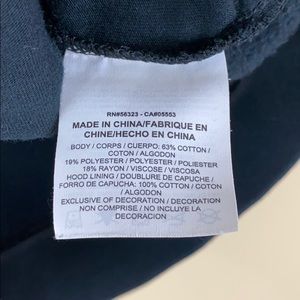 RN#56323 - CA#05553
MADE IN CHINA/FABRIQUE EN
CHINE/HECHO EN CHINA
BODY / CORPS / CUERPO: 63% COTTON /
COTON / ALGODON
19% POLYESTER / POLYESTER / POLIESTER
18% RAYON / VISCOSE / VISCOSA
HOOD LINING / DOUBLURE DE CAPUCHE /
FORRO DE CAPUCHA: 100% COTTON / COTON
/ ALGODON
EXCLUSIVE OF DECORATION / DECORATION
NON COMPRISE / NO INCLUYE LA
DECORACION